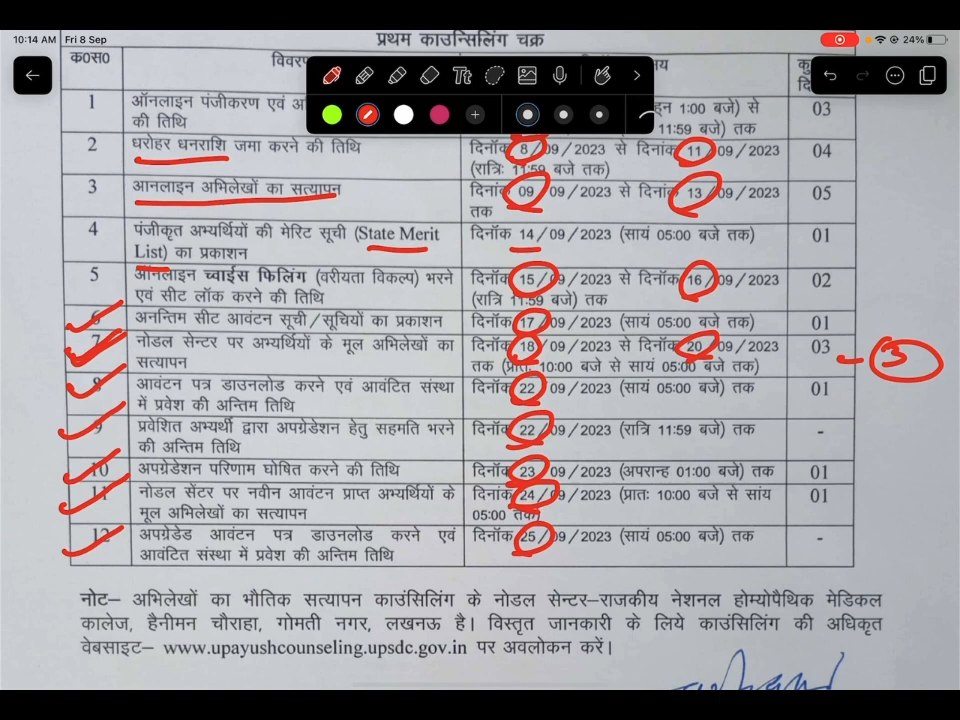 10:14 AM Fri 8 Sep
24%
प्रथम काउन्सिलिंग चक्र
क०स०
1
ऑनलाइन पंजीकरण एवं
1:00 बजे) से
की तिथि
11:59 बजे) तक
03
2
धरोहर धनराशि जमा करने की तिथि
दिनॉक 8/09/2023 से दिनांक 11/09/2023
(रात्रिः 11:59 बजे तक)
04
3
आनलाइन अभिलेखों का सत्यापन
दिनांक 09/09/2023 से दिनांक 13/09/2023
तक
05
4
पंजीकृत अभ्यर्थियों की मेरिट सूची (State Merit
List) का प्रकाशन
दिनॉक 14/09/2023 (सायं 05:00 बजे तक)
01
5
ऑनलाइन च्वाईस फिलिंग (वरीयता विकल्प) भरने
एवं सीट लॉक करने की तिथि
दिनॉक 15/09/2023 से दिनॉक 16/09/2023
(रात्रि 11:59 बजे) तक
02
6
अनन्तिम सीट आवंटन सूची/सूचियों का प्रकाशन
दिनॉक 17/09/2023 (सायं 05:00 बजे तक)
01
7
नोडल सेन्टर पर अभ्यर्थियों के मूल अभिलेखों का
सत्यापन
दिनॉक 18/09/2023 से दिनॉक 20/09/2023
तक (प्रातः 10:00 बजे से सायं 05:00 बजे तक)
03
3
8
आवंटन पत्र डाउनलोड करने एवं आवंटित संस्था
में प्रवेश की अन्तिम तिथि
दिनॉक 22/09/2023 (सायं 05:00 बजे) तक
01
9
प्रवेशित अभ्यर्थी द्वारा अपग्रेडेशन हेतु सहमति भरने
की अन्तिम तिथि
दिनॉक 22/09/2023 (रात्रि 11:59 बजे) तक
-
10
अपग्रेडेशन परिणाम घोषित करने की तिथि
दिनॉक 23/09/2023 (अपरान्ह 01:00 बजे) तक
01
11
नोडल सेंटर पर नवीन आवंटन प्राप्त अभ्यर्थियों के
मूल अभिलेखों का सत्यापन
दिनांक 24/09/2023 (प्रातः 10:00 बजे से सांय
05:00 तक)
01
12
अपग्रेडेड आवंटन पत्र डाउनलोड करने एवं
आवंटित संस्था में प्रवेश की अन्तिम तिथि
दिनॉक 25/09/2023 (सायं 05:00 बजे) तक
-
नोट– अभिलेखों का भौतिक सत्यापन काउंसिलिंग के नोडल सेन्टर–राजकीय नेशनल होम्योपैथिक मेडिकल
कालेज, हैनीमन चौराहा, गोमती नगर, लखनऊ है। विस्तृत जानकारी के लिये काउंसिलिंग की अधिकृत
वेबसाइट– www.upayushcounseling.upsdc.gov.in पर अवलोकन करें।